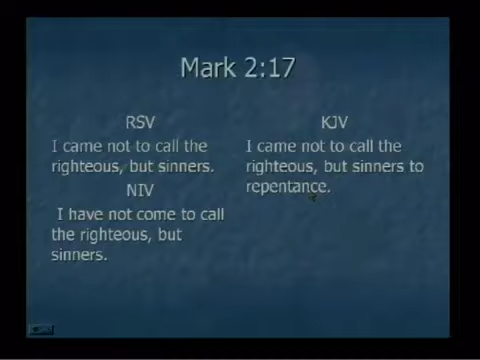 Mark 2:17
RSV
I came not to call the
righteous, but sinners.
NIV
I have not come to call
the righteous, but
sinners.
KJV
I came not to call the
righteous, but sinners to
repentance.